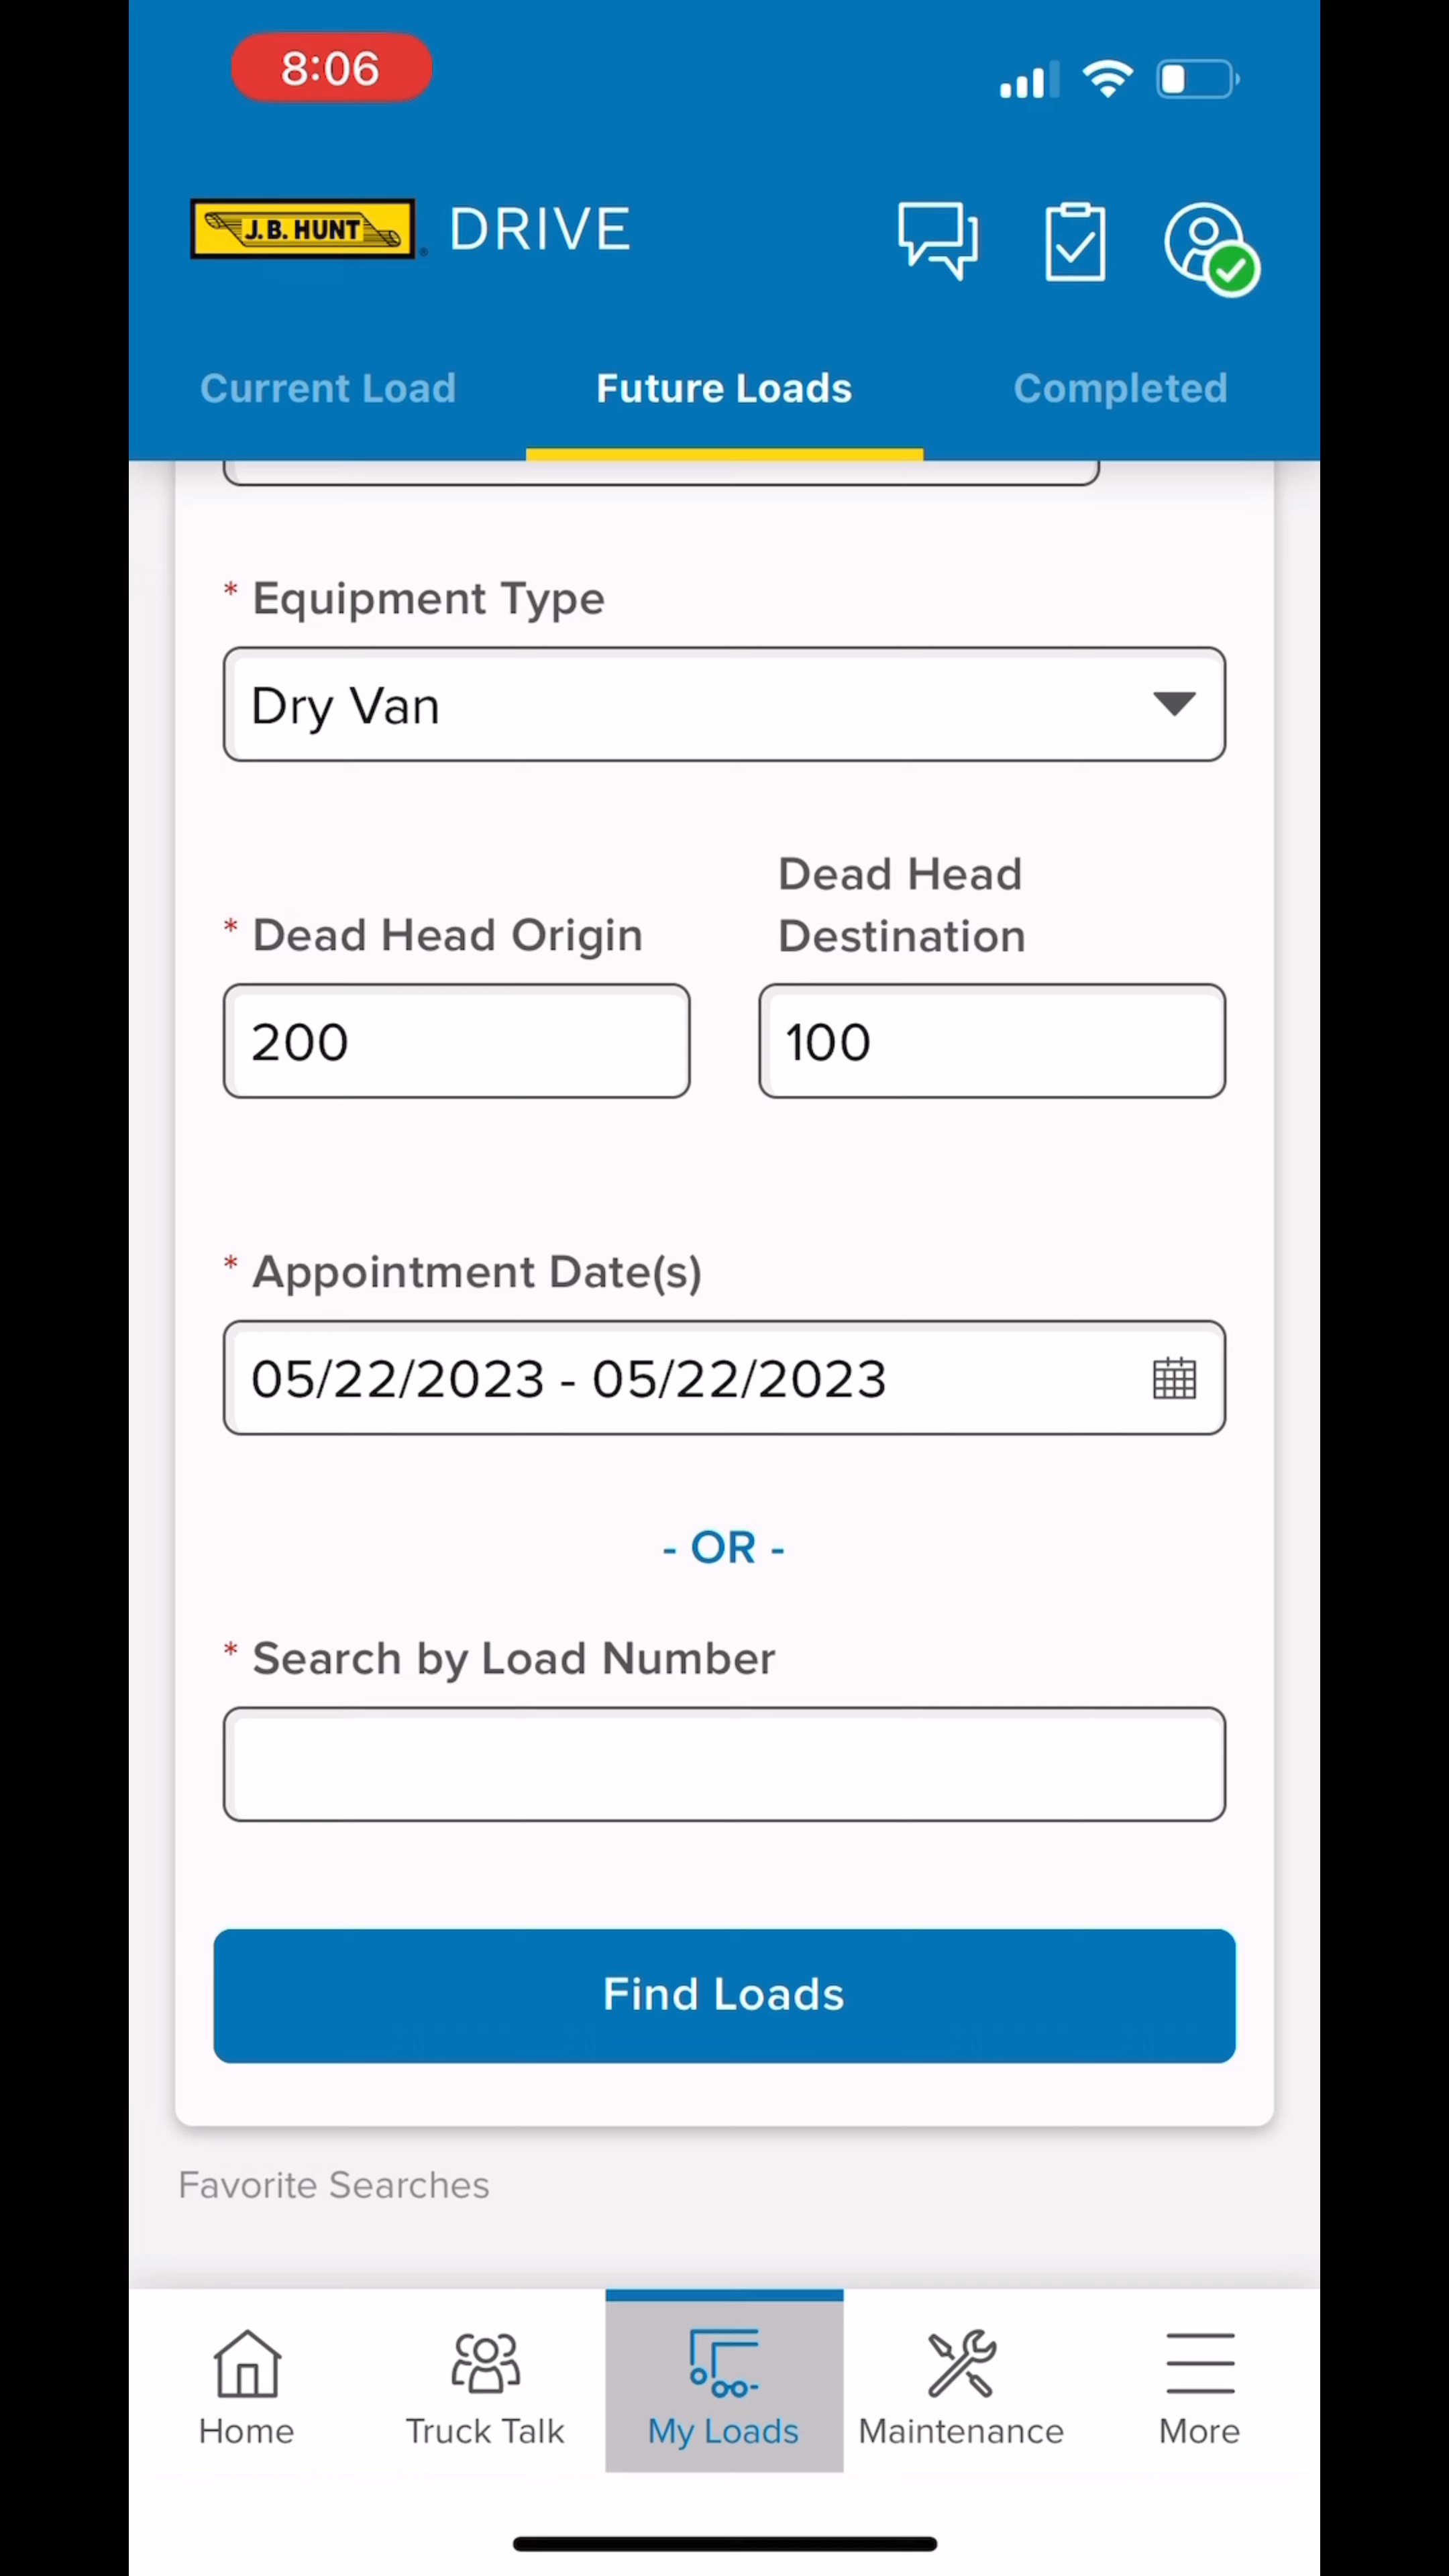 8:06
J.B. HUNT DRIVE
Current Load Future Loads Completed
* Equipment Type
Dry Van
Dead Head
* Dead Head Origin Destination
200 100
* Appointment Date(s)
05/22/2023 - 05/22/2023
- OR -
* Search by Load Number
Find Loads
Favorite Searches
Home Truck Talk My Loads Maintenance More